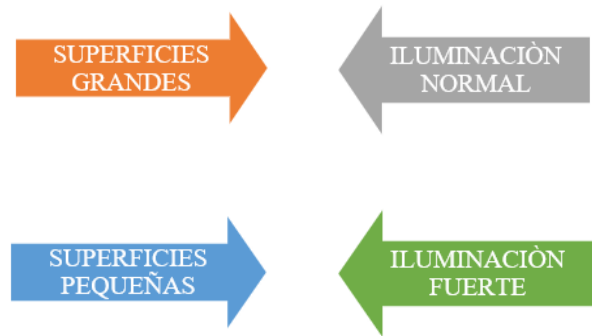 SUPERFICIES
GRANDES
ILUMINACIÒN
NORMAL
SUPERFICIES
PEQUEÑAS
ILUMINACIÒN
FUERTE